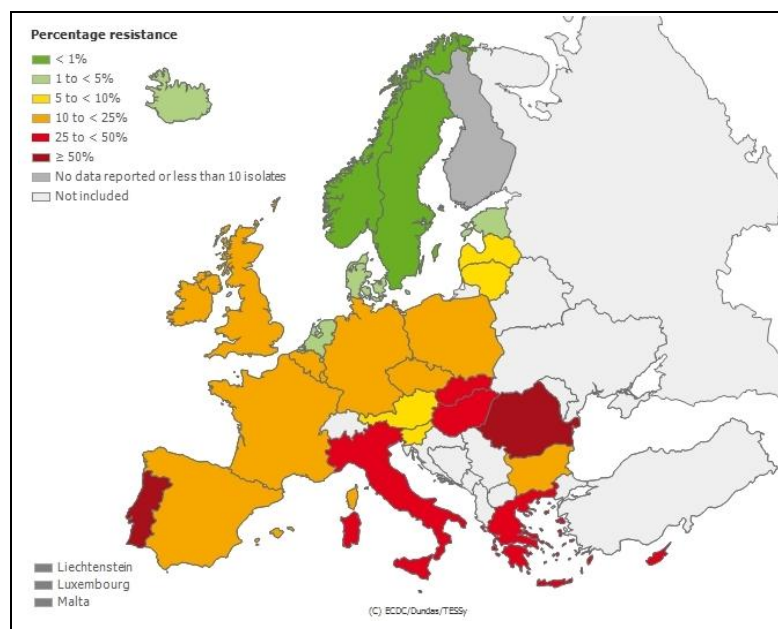 Percentage resistance
< 1%
1 to < 5%
5 to < 10%
10 to < 25%
25 to < 50%
≥ 50%
No data reported or less than 10 isolates
Not included
Liechtenstein
Luxembourg
Malta
(C) ECDC/Dundas/TESSy